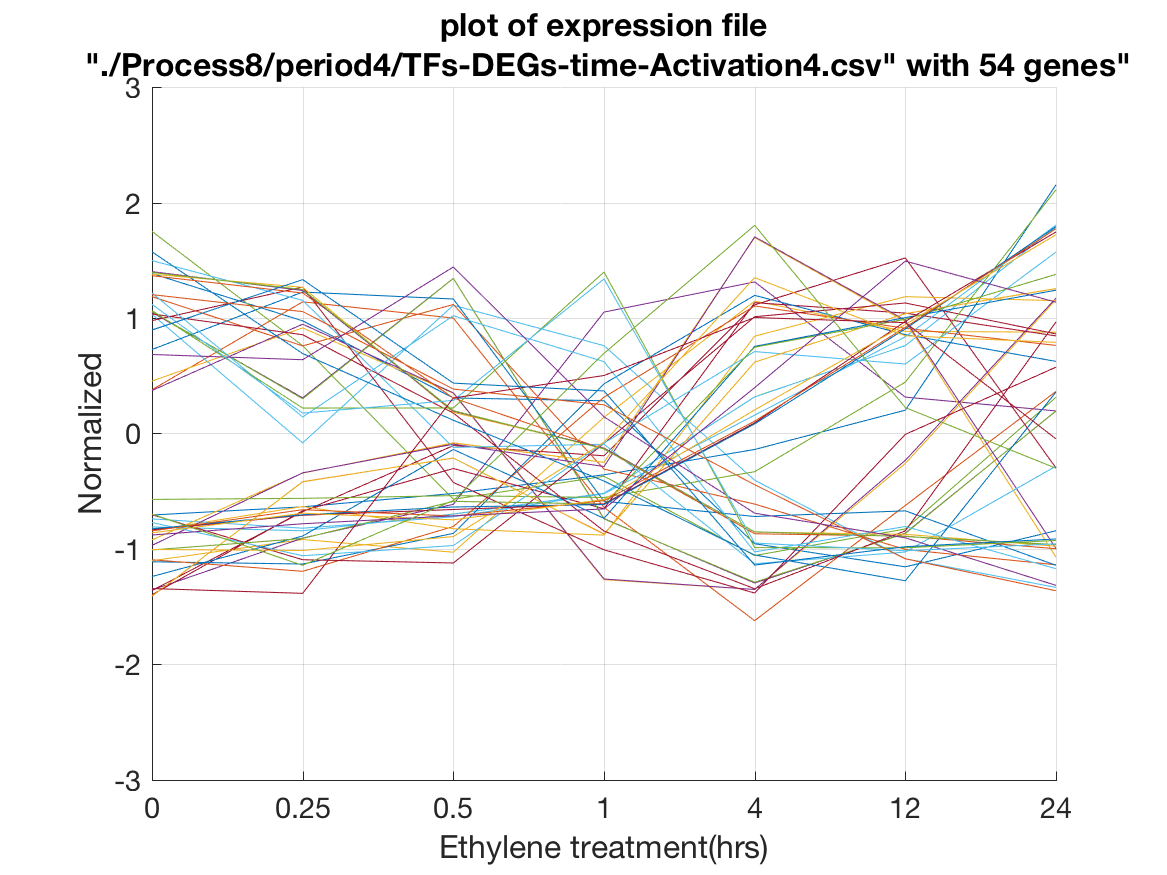 plot of expression file
"./Process8/period4/TFs-DEGs-time-Activation4.csv" with 54 genes"
3
2
1
0
-1
-2
-3
Normalized
0 0.25 0.5 1 4 12 24
Ethylene treatment(hrs)